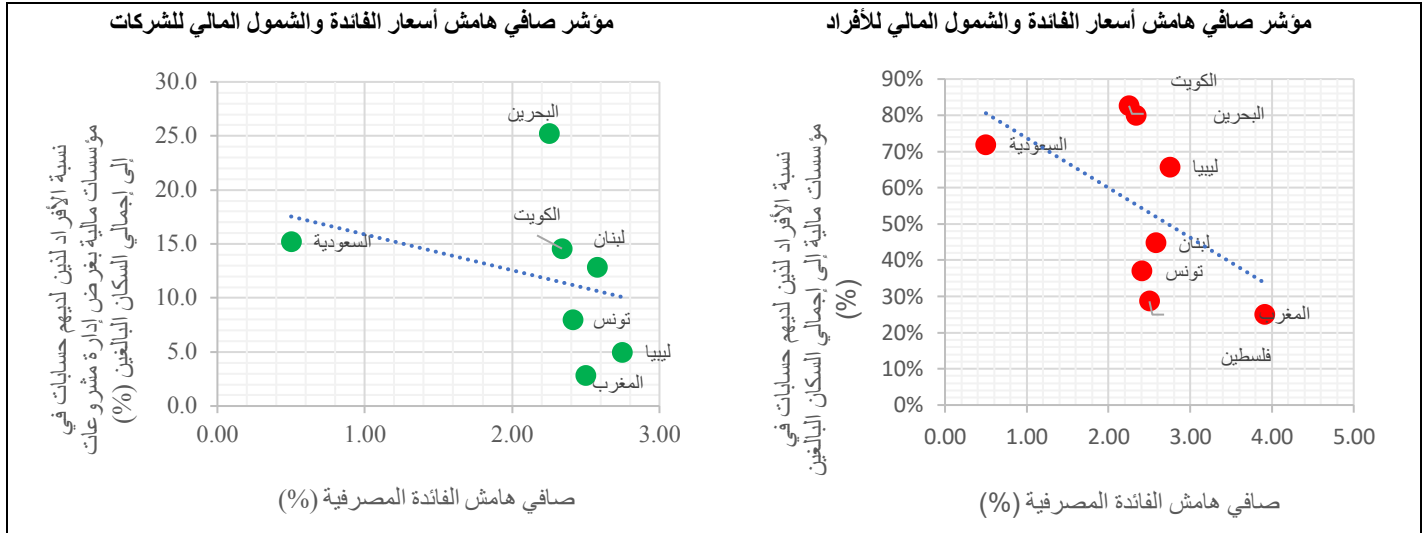 مؤشر صافي هامش أسعار الفائدة والشمول المالي للأفراد
90%
80%
70%
60%
50%
40%
30%
20%
10%
0%
0.00 1.00 2.00 3.00 4.00 5.00
الكويت
البحرين
السعودية
ليبيا
لبنان
تونس
المغرب
فلسطين
نسبة الأفراد لذين لديهم حسابات في
مؤسسات مالية إلى إجمالي السكان البالغين
(%)
صافي هامش الفائدة المصرفية (%)
مؤشر صافي هامش أسعار الفائدة والشمول المالي للشركات
30.0
25.0
20.0
15.0
10.0
5.0
0.0
0.00 1.00 2.00 3.00
البحرين
الكويت
السعودية
لبنان
تونس
ليبيا
المغرب
نسبة الأفراد لذين لديهم حسابات في
مؤسسات مالية بغرض إدارة مشروعات
إلى إجمالي السكان البالغين (%)
صافي هامش الفائدة المصرفية (%)